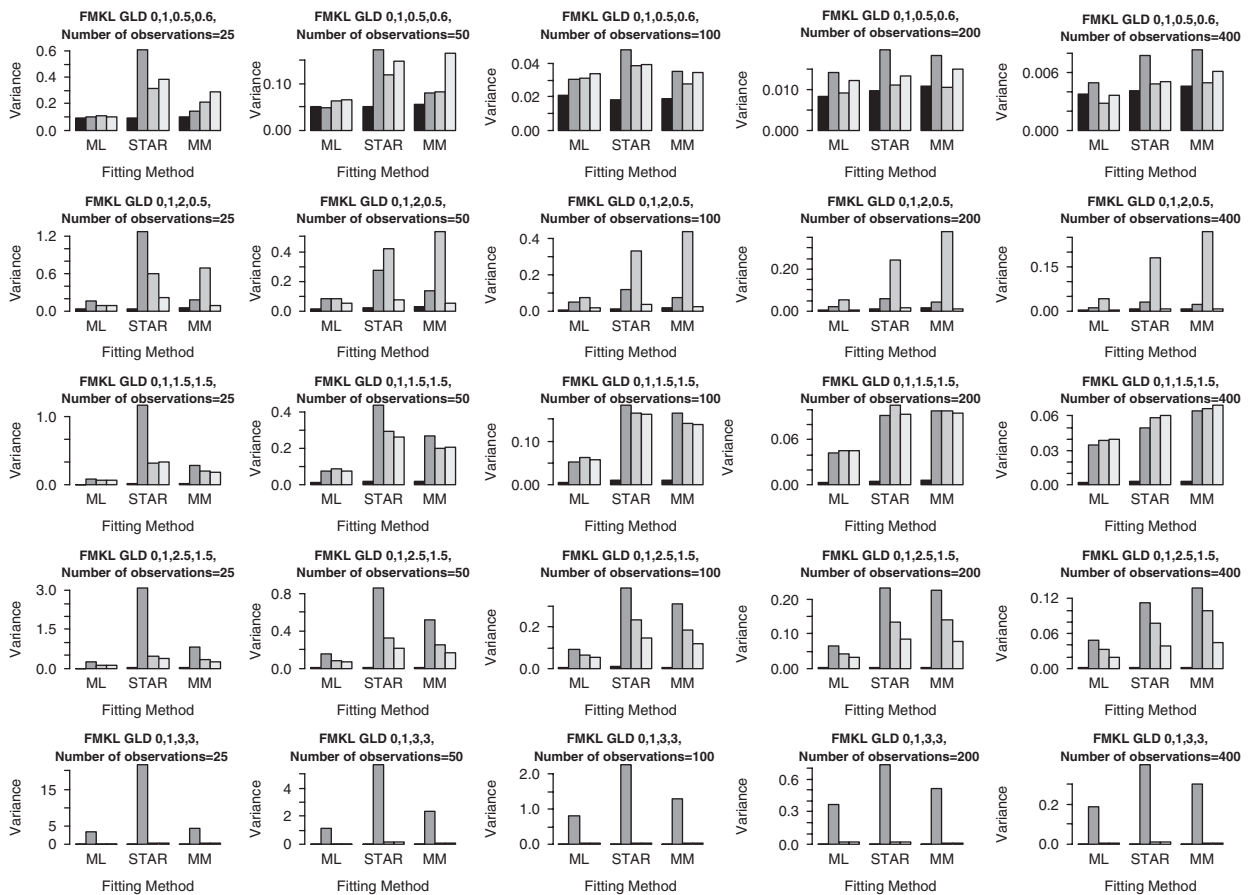 FMKL GLD 0,1,0.5,0.6,
Number of observations=25
Variance
0.6
0.4
0.2
0.0
ML STAR MM
Fitting Method
FMKL GLD 0,1,0.5,0.6,
Number of observations=50
Variance
0.10
0.00
ML STAR MM
Fitting Method
FMKL GLD 0,1,0.5,0.6,
Number of observations=100
Variance
0.04
0.02
0.00
ML STAR MM
Fitting Method
FMKL GLD 0,1,0.5,0.6,
Number of observations=200
Variance
0.010
0.000
ML STAR MM
Fitting Method
FMKL GLD 0,1,0.5,0.6,
Number of observations=400
Variance
0.006
0.000
ML STAR MM
Fitting Method
FMKL GLD 0,1,2,0.5,
Number of observations=25
Variance
1.2
0.6
0.0
ML STAR MM
Fitting Method
FMKL GLD 0,1,2,0.5,
Number of observations=50
Variance
0.4
0.2
0.0
ML STAR MM
Fitting Method
FMKL GLD 0,1,2,0.5,
Number of observations=100
Variance
0.4
0.2
0.0
ML STAR MM
Fitting Method
FMKL GLD 0,1,2,0.5,
Number of observations=200
Variance
0.20
0.00
ML STAR MM
Fitting Method
FMKL GLD 0,1,2,0.5,
Number of observations=400
Variance
0.15
0.00
ML STAR MM
Fitting Method
FMKL GLD 0,1,1.5,1.5,
Number of observations=25
Variance
1.0
0.0
ML STAR MM
Fitting Method
FMKL GLD 0,1,1.5,1.5,
Number of observations=50
Variance
0.4
0.2
0.0
ML STAR MM
Fitting Method
FMKL GLD 0,1,1.5,1.5,
Number of observations=100
Variance
0.10
0.00
ML STAR MM
Fitting Method
FMKL GLD 0,1,1.5,1.5,
Number of observations=200
Variance
0.06
0.00
ML STAR MM
Fitting Method
FMKL GLD 0,1,1.5,1.5,
Number of observations=400
Variance
0.06
0.03
0.00
ML STAR MM
Fitting Method
FMKL GLD 0,1,2.5,1.5,
Number of observations=25
Variance
3.0
1.5
0.0
ML STAR MM
Fitting Method
FMKL GLD 0,1,2.5,1.5,
Number of observations=50
Variance
0.8
0.4
0.0
ML STAR MM
Fitting Method
FMKL GLD 0,1,2.5,1.5,
Number of observations=100
Variance
0.2
0.0
ML STAR MM
Fitting Method
FMKL GLD 0,1,2.5,1.5,
Number of observations=200
Variance
0.20
0.10
0.00
ML STAR MM
Fitting Method
FMKL GLD 0,1,2.5,1.5,
Number of observations=400
Variance
0.12
0.06
0.00
ML STAR MM
Fitting Method
FMKL GLD 0,1,3,3,
Number of observations=25
Variance
15
5
0
ML STAR MM
Fitting Method
FMKL GLD 0,1,3,3,
Number of observations=50
Variance
4
2
0
ML STAR MM
Fitting Method
FMKL GLD 0,1,3,3,
Number of observations=100
Variance
2.0
1.0
0.0
ML STAR MM
Fitting Method
FMKL GLD 0,1,3,3,
Number of observations=200
Variance
0.6
0.3
0.0
ML STAR MM
Fitting Method
FMKL GLD 0,1,3,3,
Number of observations=400
Variance
0.2
0.0
ML STAR MM
Fitting Method